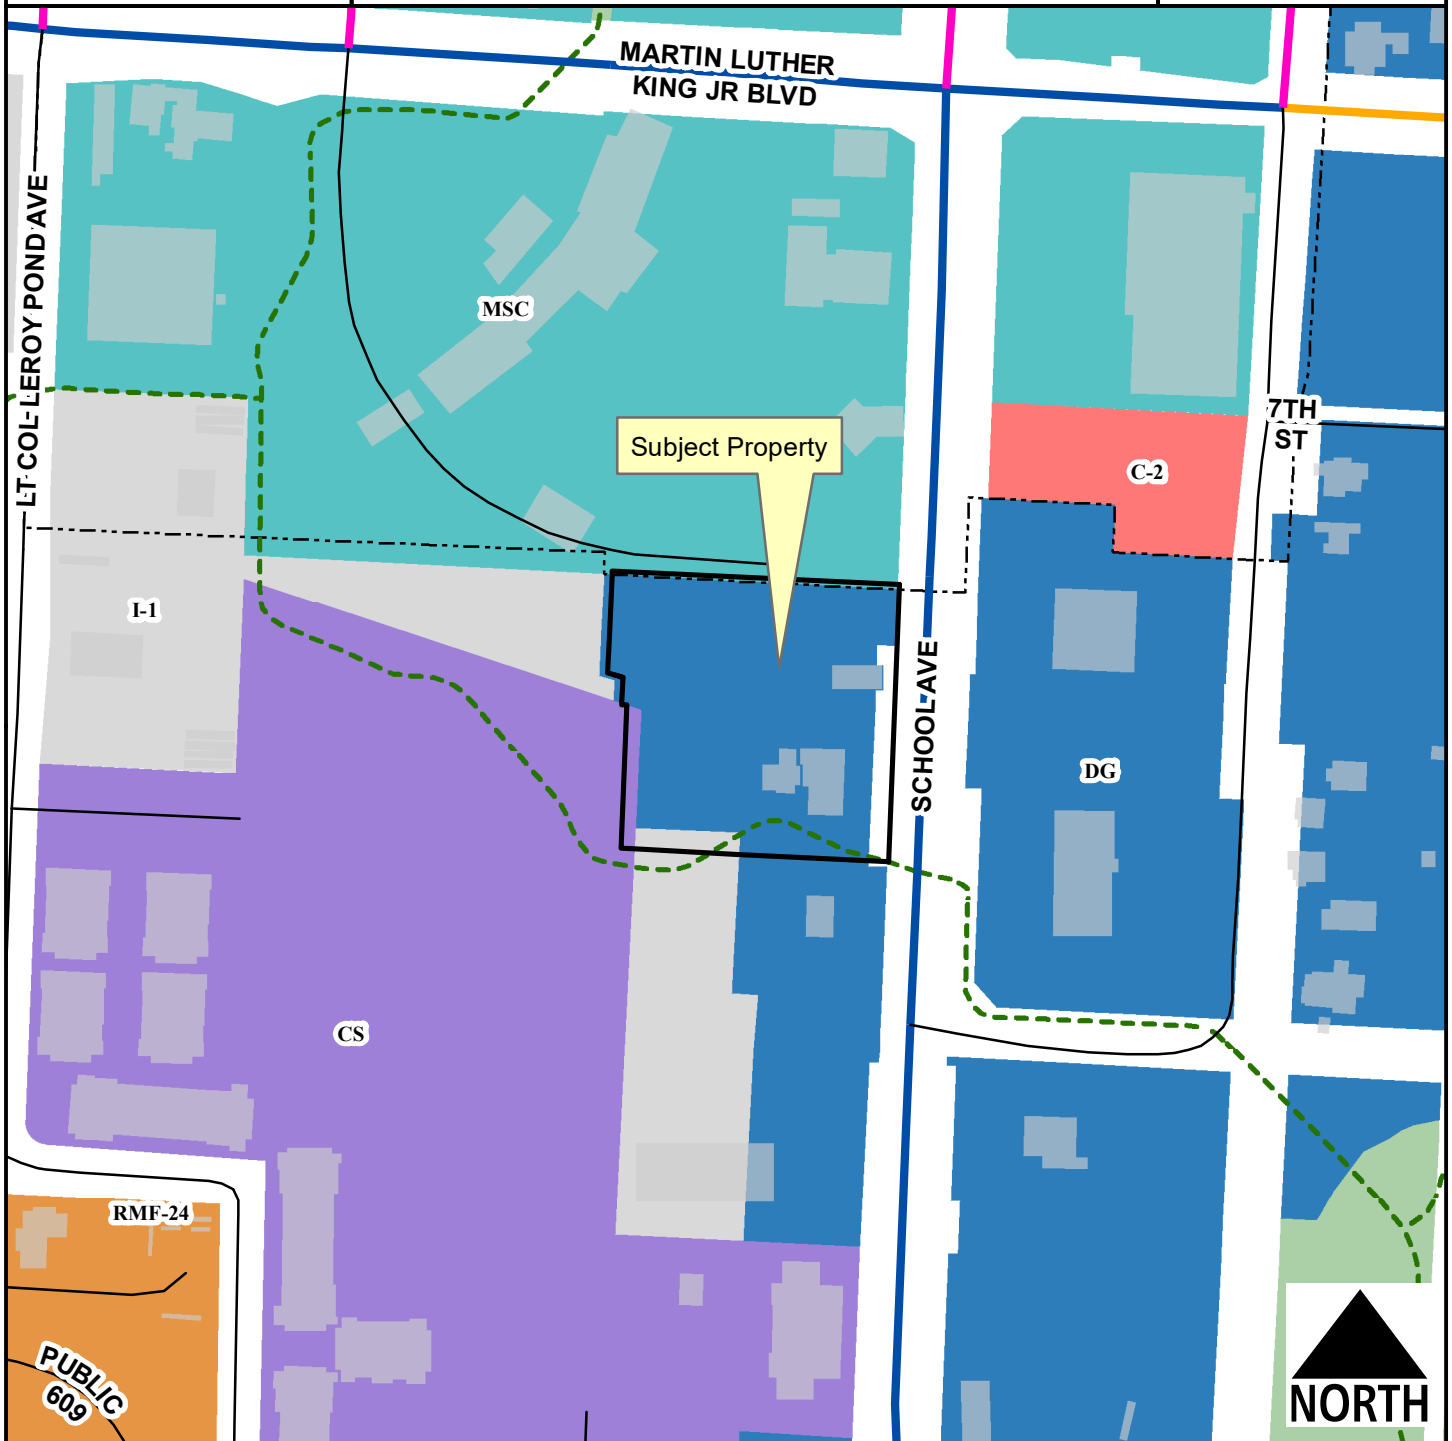 MARTIN LUTHER
KING JR BLVD
LT COL LEROY POND AVE
MSC
Subject Property
7TH
ST
C-2
I-1
SCHOOL AVE
DG
CS
RMF-24
PUBLIC
609
NORTH